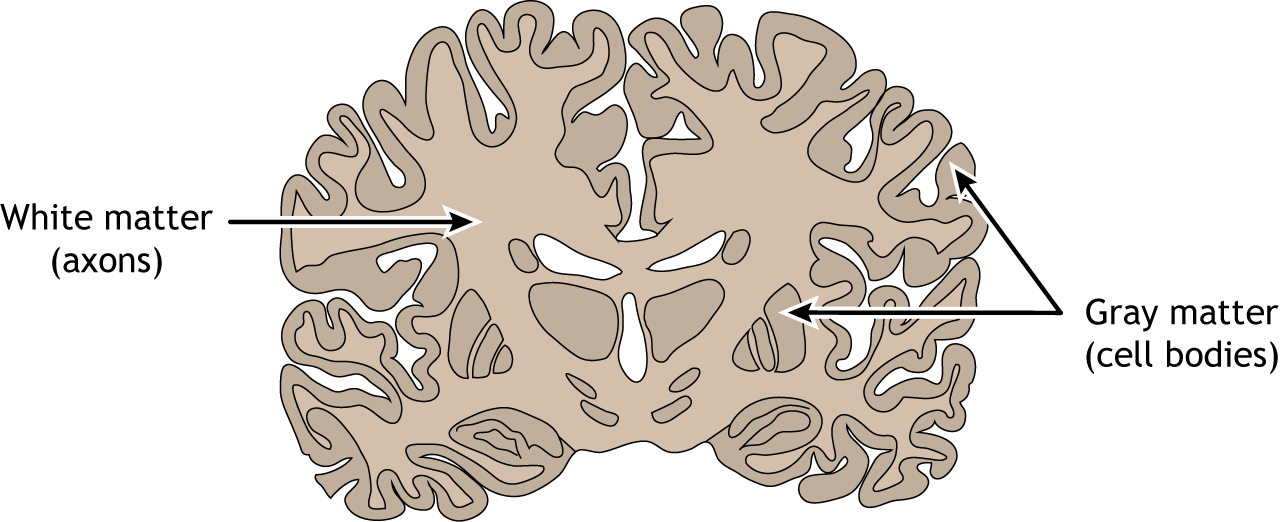 White matter
(axons)
Gray matter
(cell bodies)